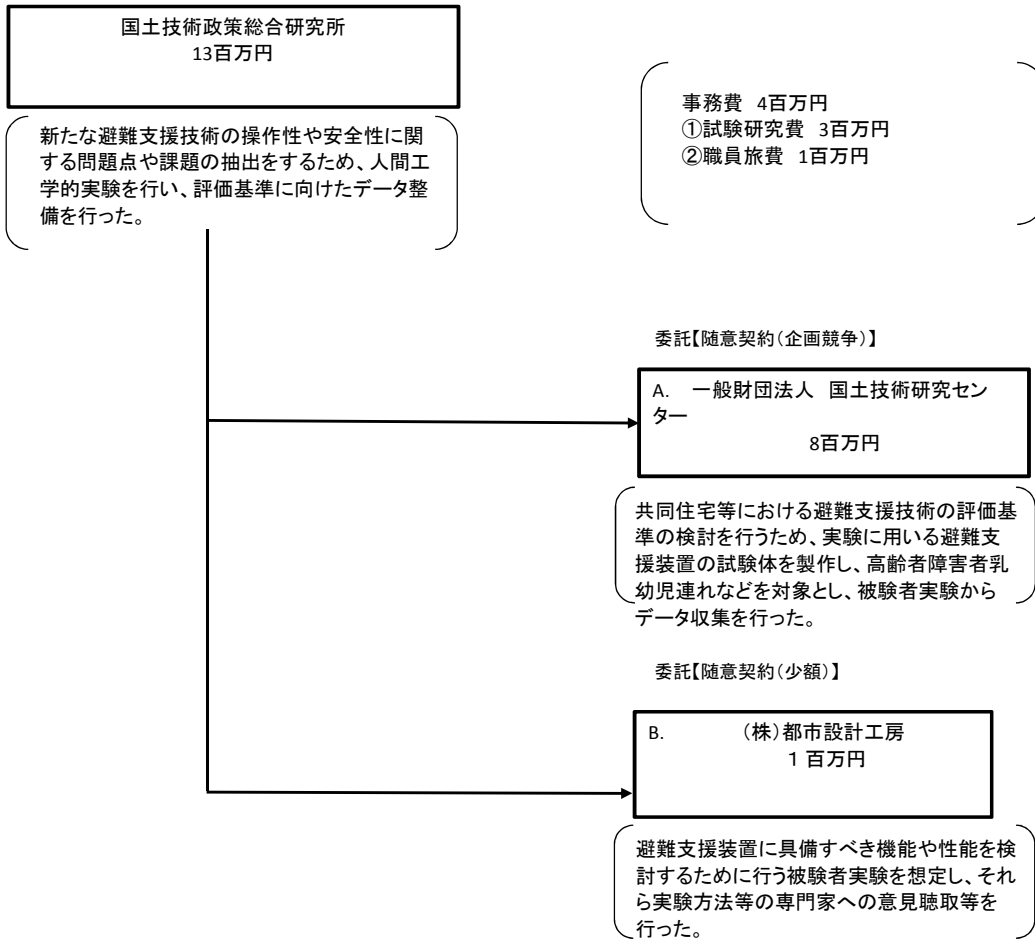 国土技術政策総合研究所
13百万円
新たな避難支援技術の操作性や安全性に関
する問題点や課題の抽出をするため、人間工
学的実験を行い、評価基準に向けたデータ整
備を行った。
事務費 4百万円
①試験研究費 3百万円
②職員旅費 1百万円
委託【随意契約（企画競争）】
A. 一般財団法人 国土技術研究セン
ター
8百万円
共同住宅等における避難支援技術の評価基
準の検討を行うため、実験に用いる避難支
援装置の試験体を製作し、高齢者障害者乳
幼児連れなどを対象とし、被験者実験から
データ収集を行った。
委託【随意契約（少額）】
B. （株）都市設計工房
１百万円
避難支援装置に具備すべき機能や性能を検
討するために行う被験者実験を想定し、それ
ら実験方法等の専門家への意見聴取等を
行った。